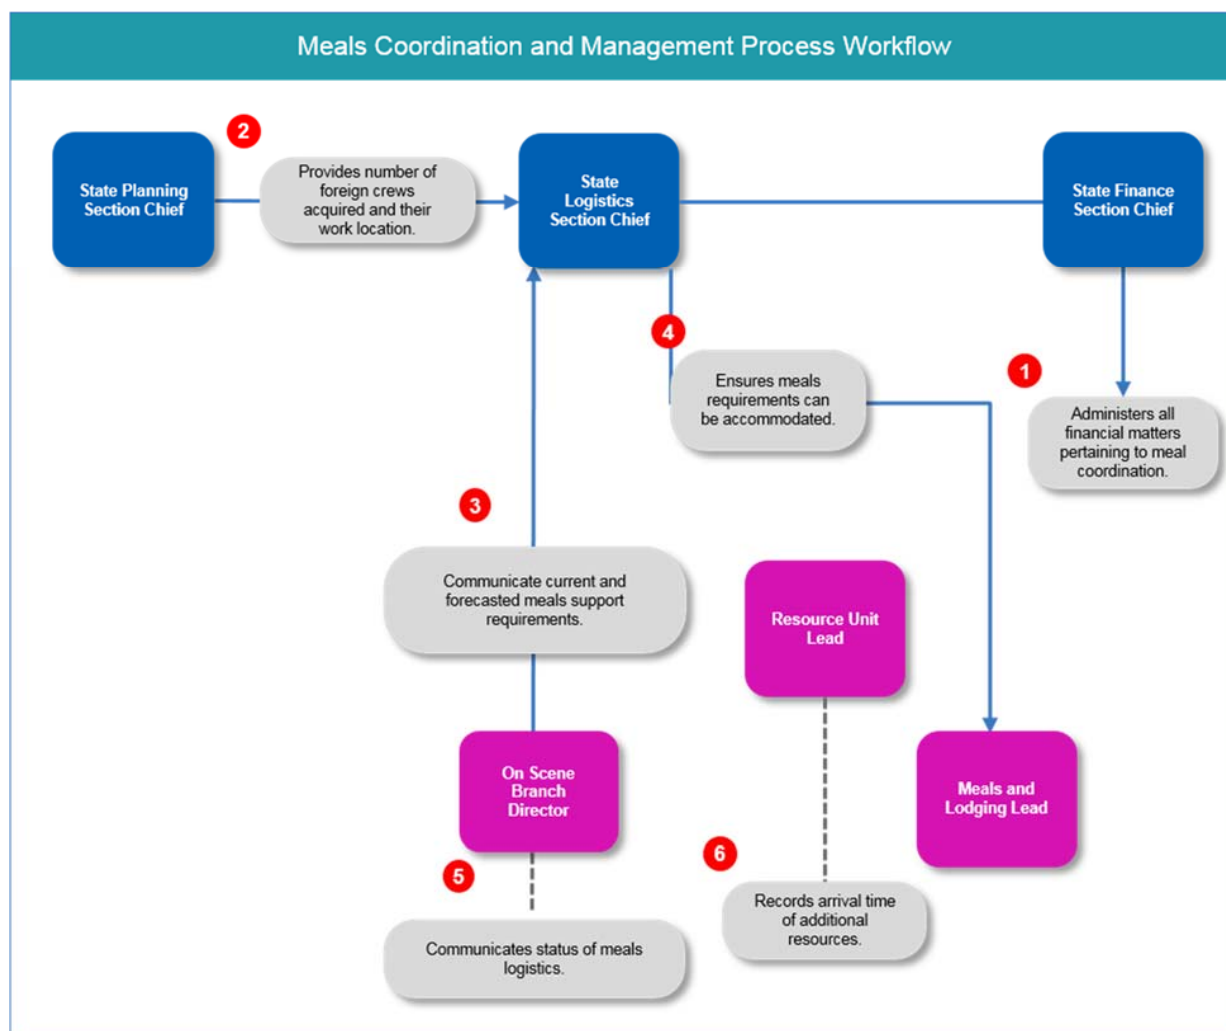 Meals Coordination and Management Process Workflow
2
State Planning
Section Chief
Provides number of
foreign crews
acquired and their
work location.
State
Logistics
Section Chief
State Finance
Section Chief
4
Ensures meals
requirements can
be accommodated.
1
Administers all
financial matters
pertaining to meal
coordination.
3
Communicate current and
forecasted meals support
requirements.
Resource Unit
Lead
On Scene
Branch
Director
Meals and
Lodging Lead
5
Communicates status of meals
logistics.
6
Records arrival time
of additional
resources.